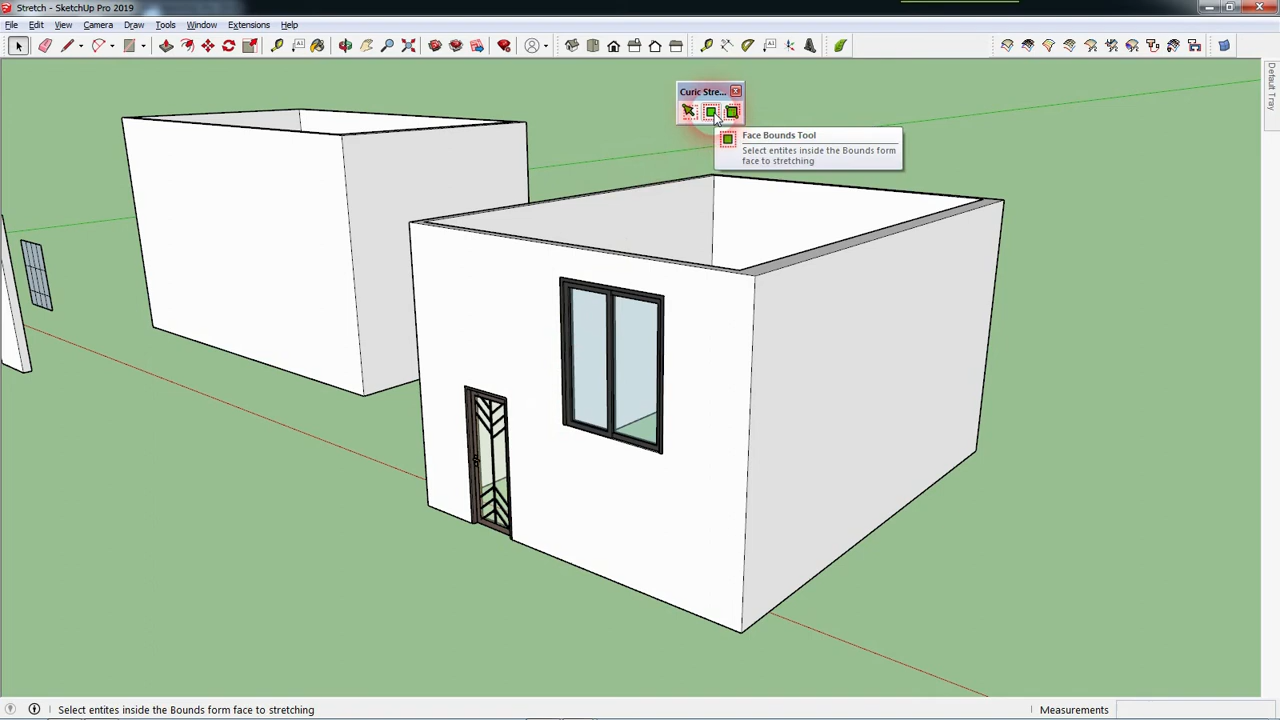 Stretch - SketchUp Pro 2019
File Edit View Camera Draw Tools Window Extensions Help
Curic Stre...
Face Bounds Tool
Select entites inside the Bounds form
face to stretching
Default Tray
Select entites inside the Bounds form face to stretching
Measurements